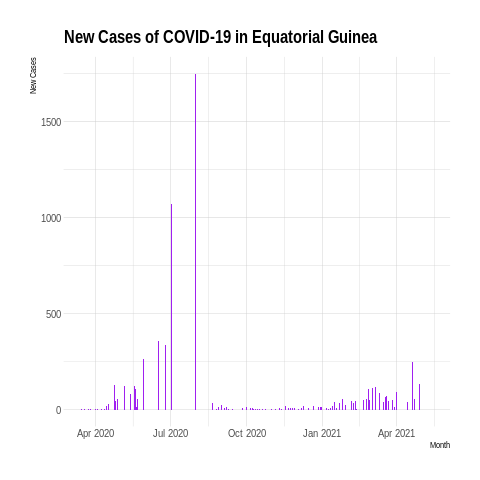 New Cases of COVID-19 in Equatorial Guinea
New Cases
1500
1000
500
0
Apr 2020 Jul 2020 Oct 2020 Jan 2021 Apr 2021
Month